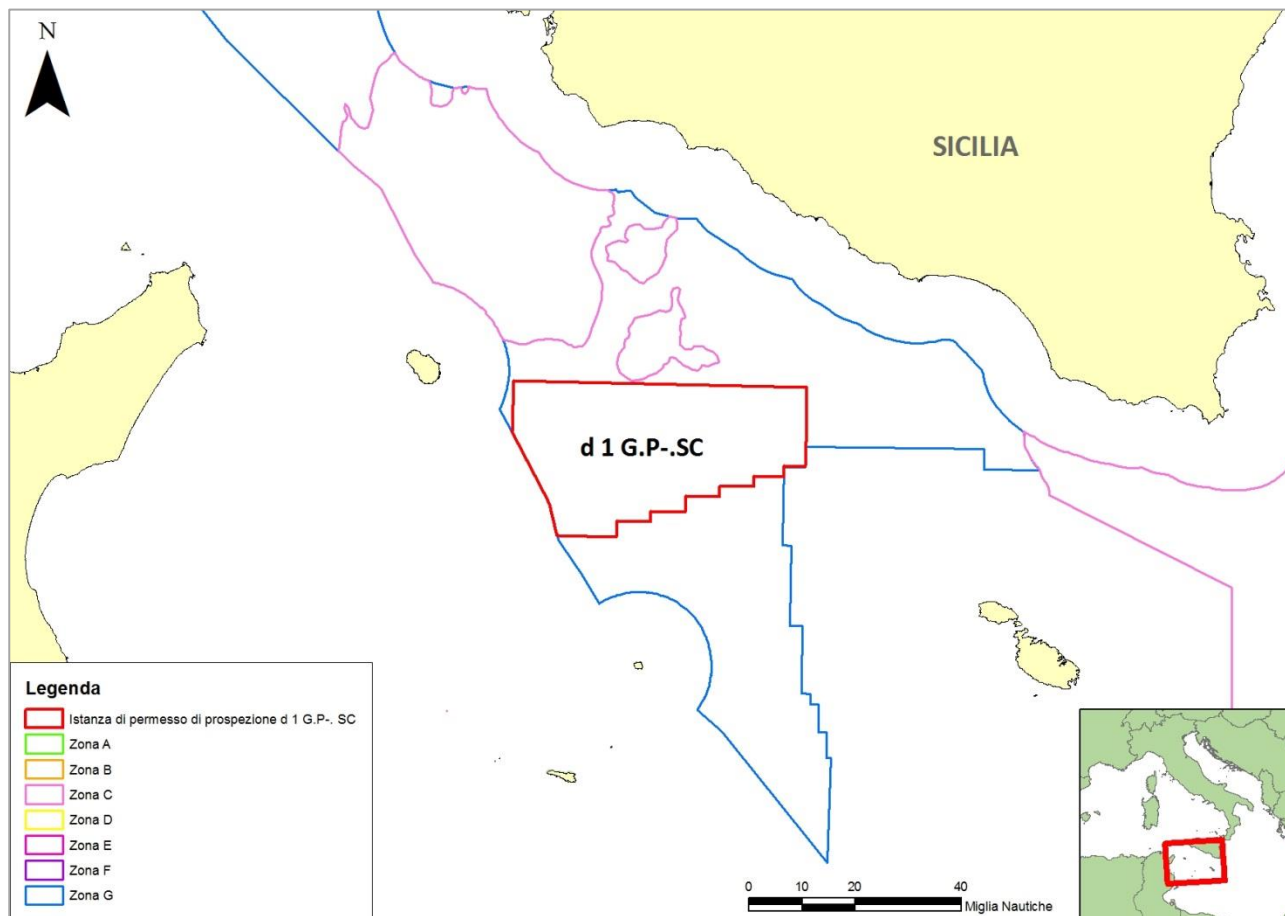 N
SICILIA
d 1 G.P-.SC
Legenda
Istanza di permesso di prospezione d 1 G.P-. SC
Zona A
Zona B
Zona C
Zona D
Zona E
Zona F
Zona G
0 10 20 40
Miglia Nautiche